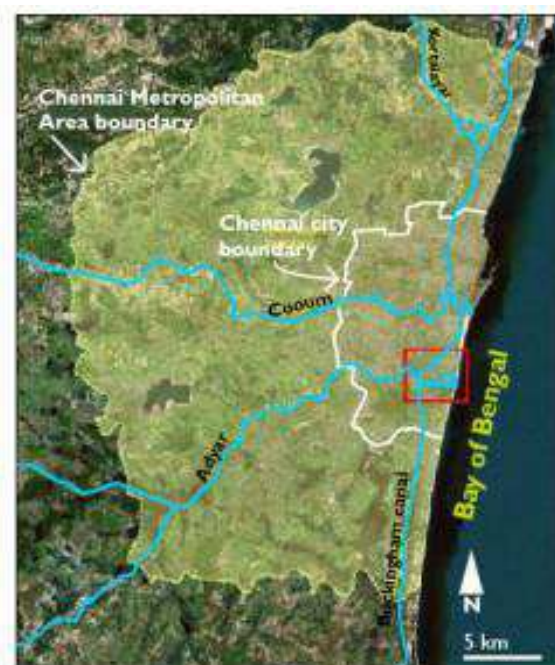 Chennai Metropolitan
Area boundary
Chennai city
boundary
Cooum
Adyar
Buckingham canal
Bay of Bengal
N
5 km